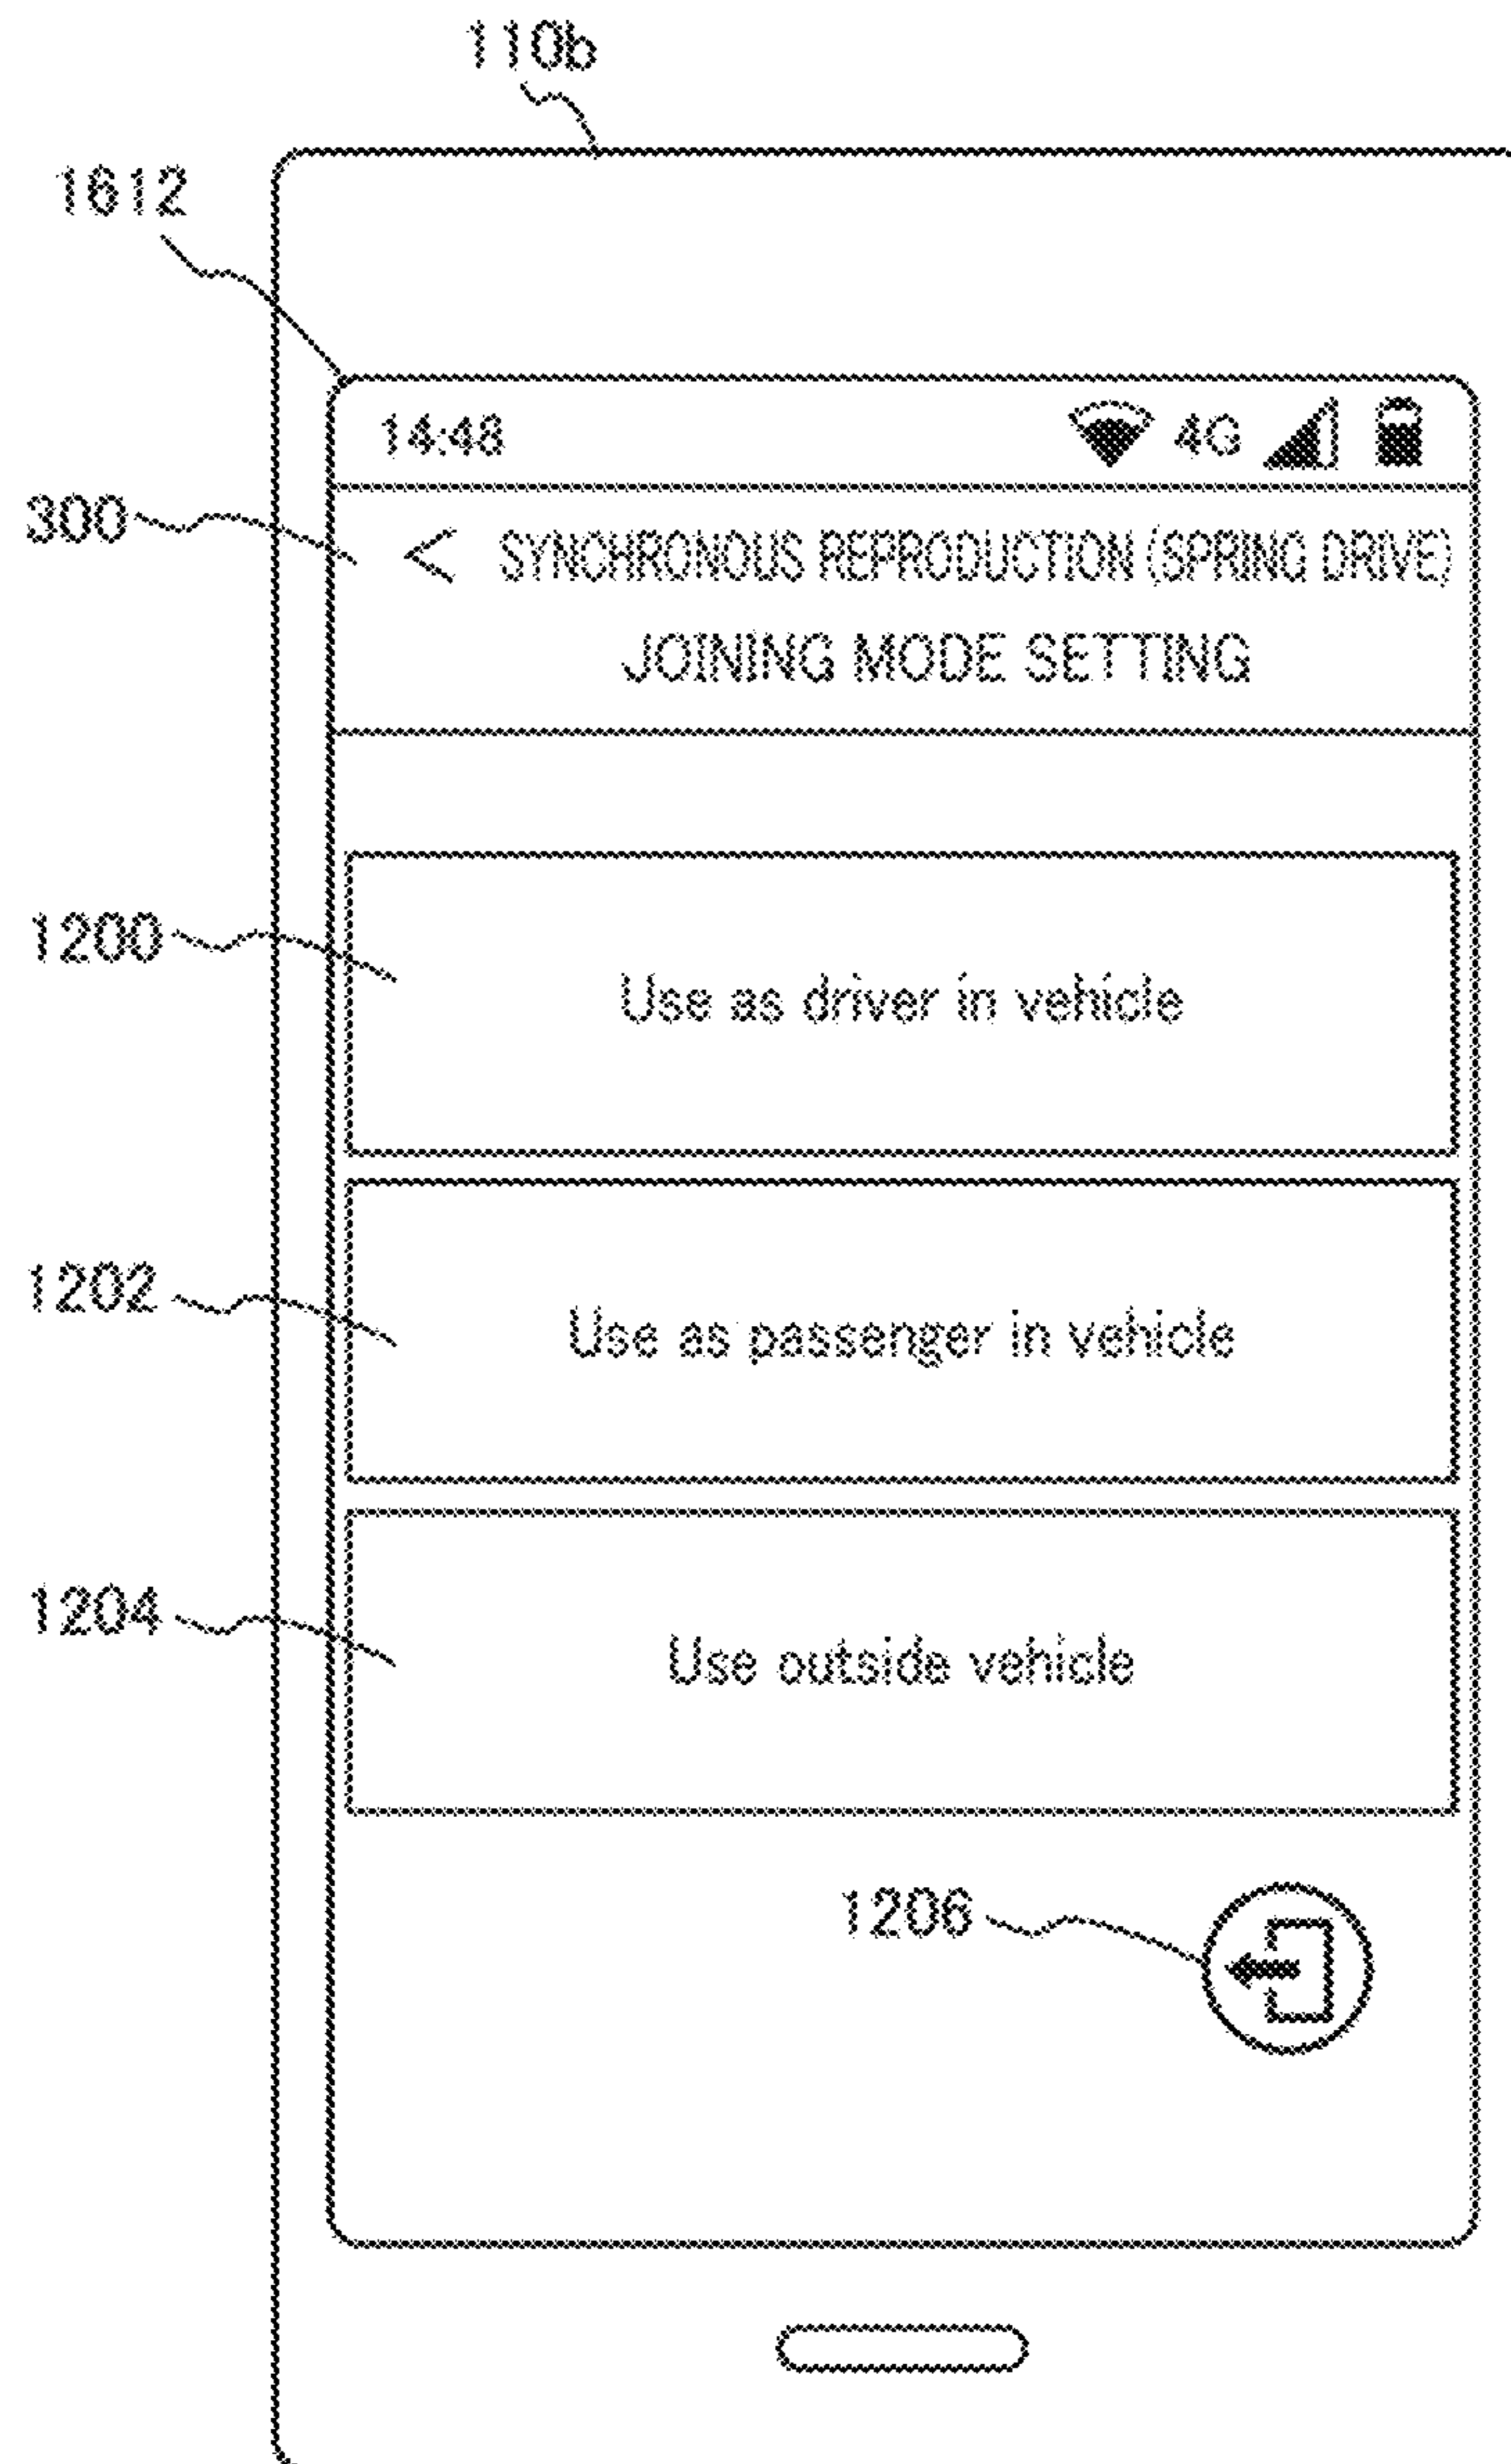 110b
1612
14:48 4G
300
< SYNCHRONOUS REPRODUCTION (SPRING DRIVE)
JOINING MODE SETTING
1200
Use as driver in vehicle
1202
Use as passenger in vehicle
1204
Use outside vehicle
1206